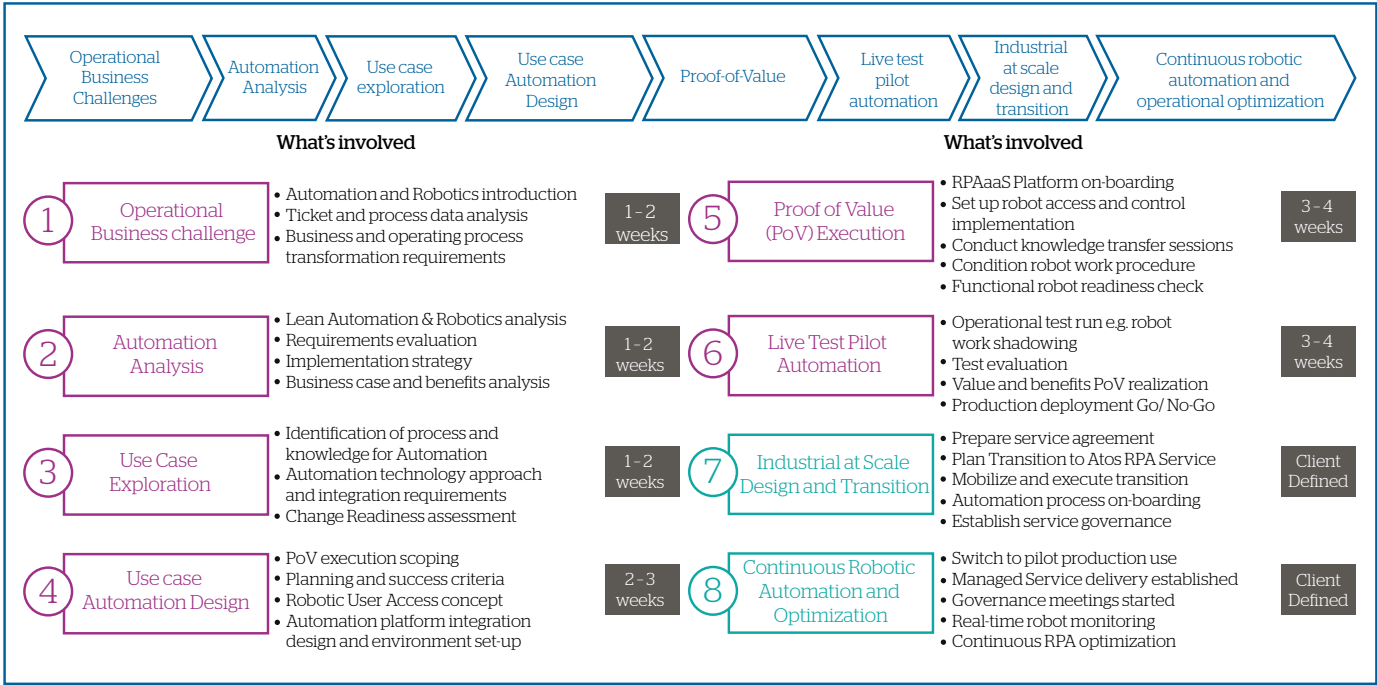 Operational
Business
Challenges
Automation
Analysis
Use case
exploration
Use case
Automation
Design
Proof-of-Value
Live test
pilot
automation
Industrial
at scale
design and
transition
Continuous robotic
automation and
operational optimization
What's involved
1
Operational
Business challenge
• Automation and Robotics introduction
• Ticket and process data analysis
• Business and operating process
transformation requirements
1-2
weeks
2
Automation
Analysis
• Lean Automation & Robotics analysis
• Requirements evaluation
• Implementation strategy
• Business case and benefits analysis
1-2
weeks
3
Use Case
Exploration
• Identification of process and
knowledge for Automation
• Automation technology approach
and integration requirements
• Change Readiness assessment
1-2
weeks
4
Use case
Automation Design
• PoV execution scoping
• Planning and success criteria
• Robotic User Access concept
• Automation platform integration
design and environment set-up
2-3
weeks
What's involved
5
Proof of Value
(PoV) Execution
• RPAaaS Platform on-boarding
• Set up robot access and control
implementation
• Conduct knowledge transfer sessions
• Condition robot work procedure
• Functional robot readiness check
3-4
weeks
6
Live Test Pilot
Automation
• Operational test run e.g. robot
work shadowing
• Test evaluation
• Value and benefits PoV realization
• Production deployment Go/ No-Go
3-4
weeks
7
Industrial at Scale
Design and Transition
• Prepare service agreement
• Plan Transition to Atos RPA Service
• Mobilize and execute transition
• Automation process on-boarding
• Establish service governance
Client
Defined
8
Continuous Robotic
Automation and
Optimization
• Switch to pilot production use
• Managed Service delivery established
• Governance meetings started
• Real-time robot monitoring
• Continuous RPA optimization
Client
Defined